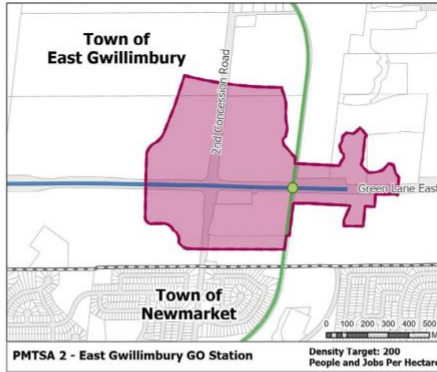 Town of
East Gwillimbury
2nd Concession Road
Green Lane East
Town of
Newmarket
0 100 200 300 400 500
M
PMTSA 2 - East Gwillimbury GO Station
Density Target: 200
People and Jobs Per Hectare